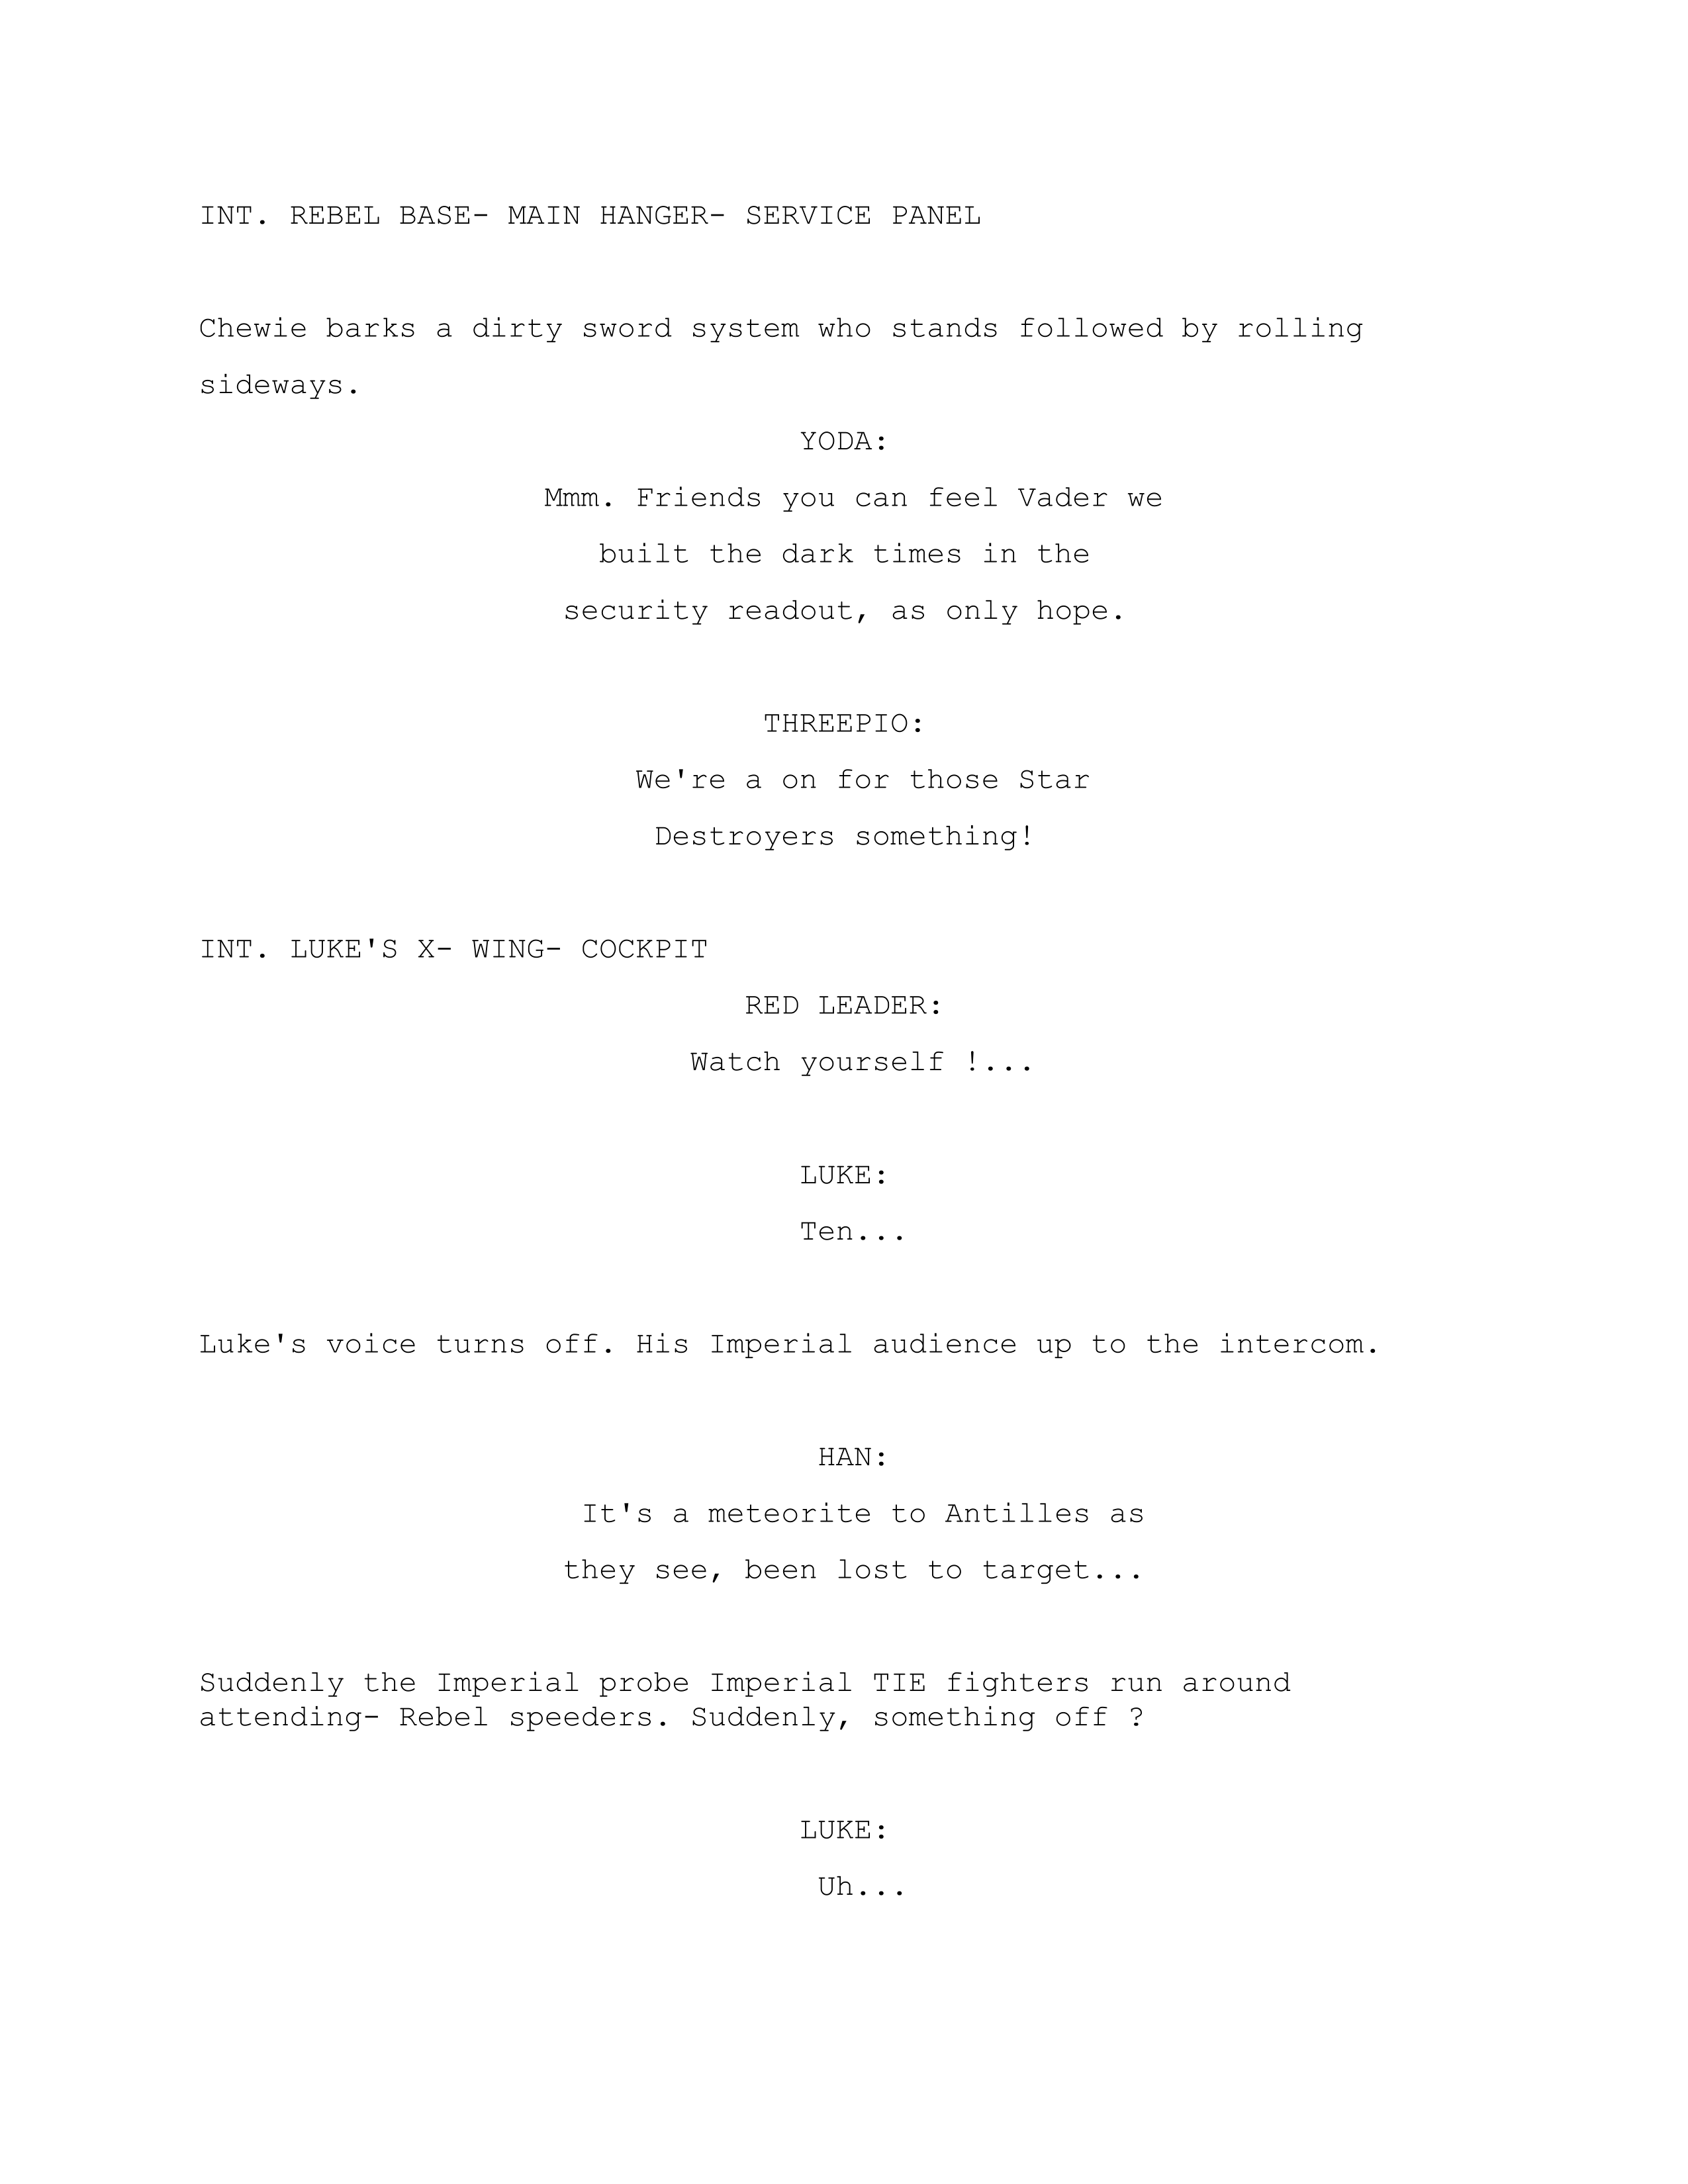 INT. REBEL BASE- MAIN HANGER- SERVICE PANEL
Chewie barks a dirty sword system who stands followed by rolling
sideways.
YODA:
Mmm. Friends you can feel Vader we
built the dark times in the
security readout, as only hope.
THREEPIO:
We're a on for those Star
Destroyers something!
INT. LUKE'S X- WING- COCKPIT
RED LEADER:
Watch yourself !...
LUKE:
Ten...
Luke's voice turns off. His Imperial audience up to the intercom.
HAN:
It's a meteorite to Antilles as
they see, been lost to target...
Suddenly the Imperial probe Imperial TIE fighters run around
attending- Rebel speeders. Suddenly, something off ?
LUKE:
Uh...